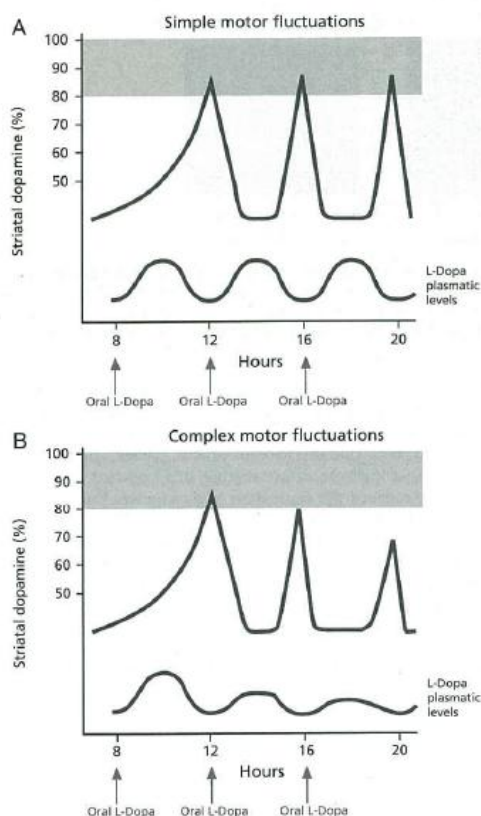 A
Simple motor fluctuations
100
90
80
70
60
50
Striatal dopamine (%)
L-Dopa
plasmatic
levels
8 12 16 20
Hours
Oral L-Dopa Oral L-Dopa Oral L-Dopa
B
Complex motor fluctuations
100
90
80
70
60
50
Striatal dopamine (%)
L-Dopa
plasmatic
levels
8 12 16 20
Hours
Oral L-Dopa Oral L-Dopa Oral L-Dopa